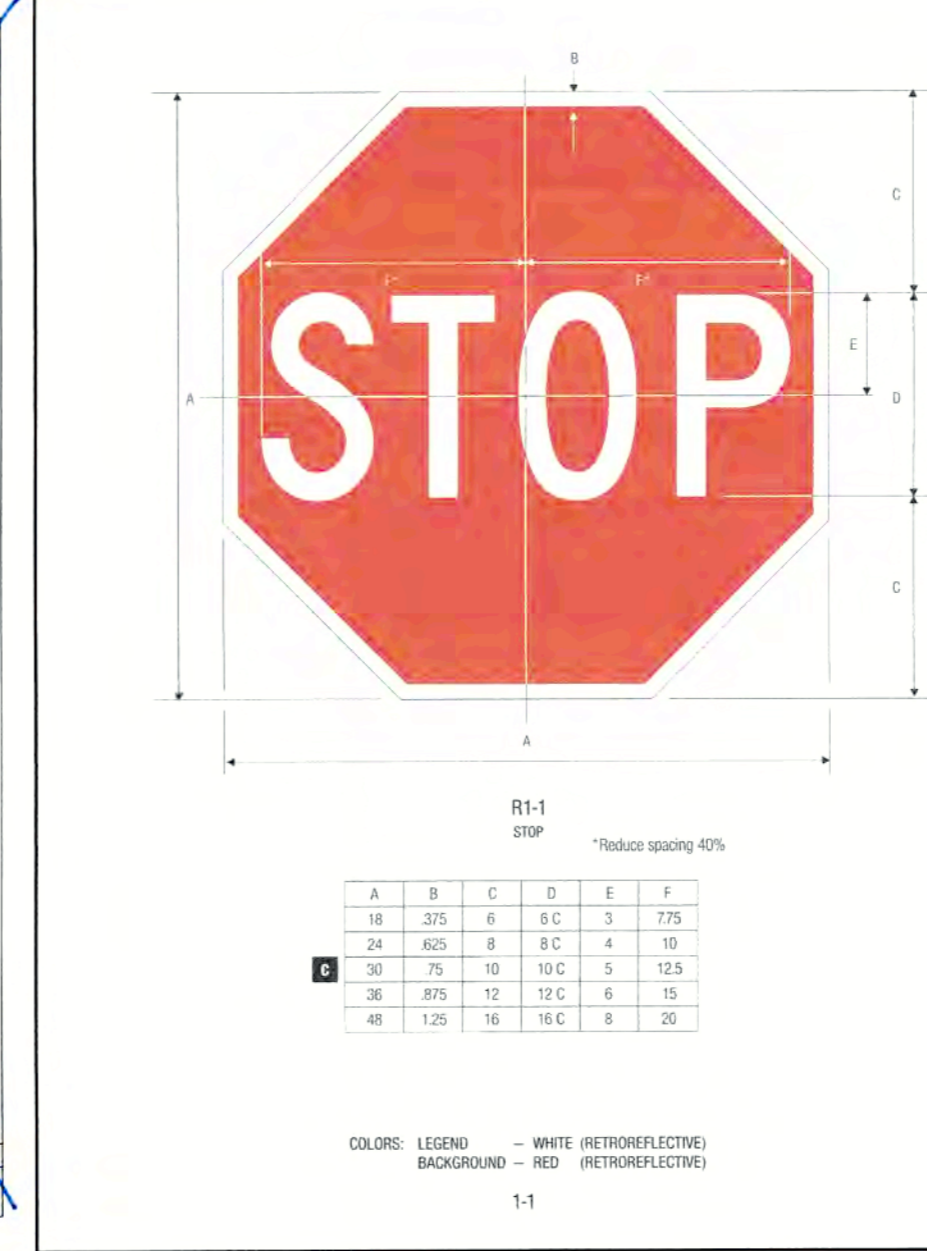 B
C
F*
F*
STOP
E
A
D
C
A
R1-1
STOP
*Reduce spacing 40%
A B C D E F
18 .375 6 6 C 3 7.75
24 .625 8 8 C 4 10
C 30 .75 10 10 C 5 12.5
36 .875 12 12 C 6 15
48 1.25 16 16 C 8 20
COLORS: LEGEND – WHITE (RETROREFLECTIVE)
BACKGROUND – RED (RETROREFLECTIVE)
1-1